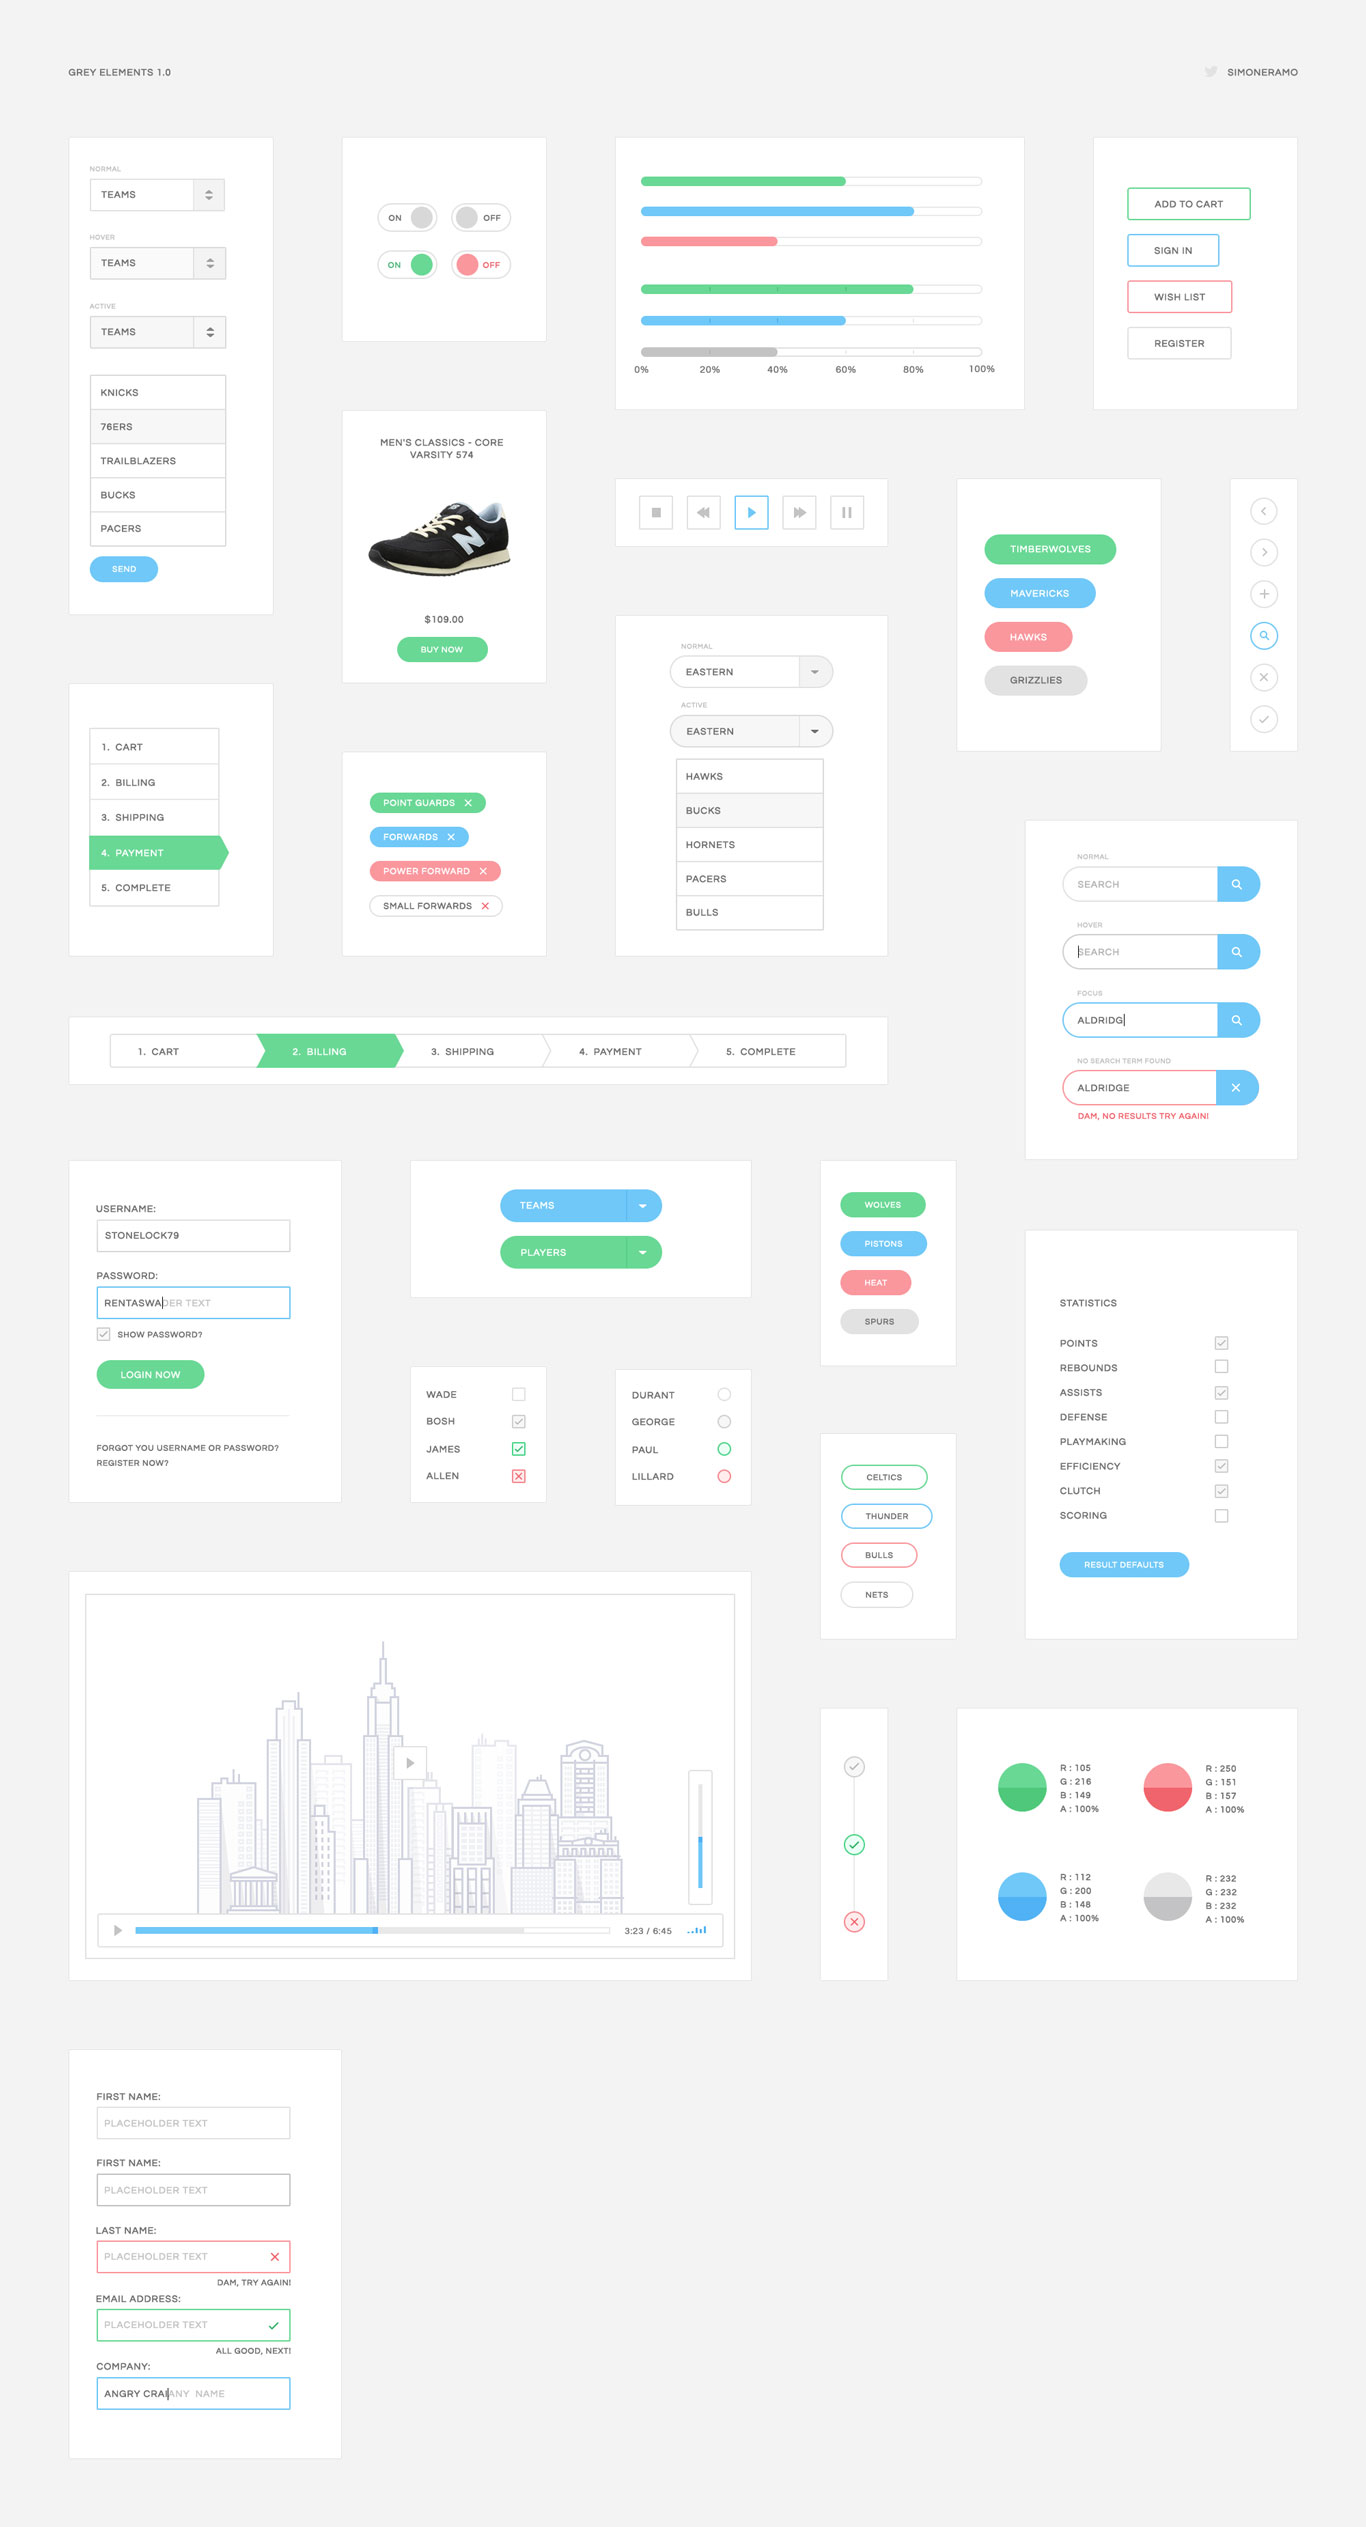 GREY ELEMENTS 1.0
SIMONERAMO
NORMAL
TEAMS
HOVER
TEAMS
ACTIVE
TEAMS
KNICKS
76ERS
TRAILBLAZERS
BUCKS
PACERS
SEND
ON
OFF
ON
OFF
0% 20% 40% 60% 80% 100%
ADD TO CART
SIGN IN
WISH LIST
REGISTER
MEN'S CLASSICS - CORE
VARSITY 574
N
$109.00
BUY NOW
TIMBERWOLVES
MAVERICKS
HAWKS
GRIZZLIES
NORMAL
EASTERN
ACTIVE
EASTERN
HAWKS
BUCKS
HORNETS
PACERS
BULLS
1. CART
2. BILLING
3. SHIPPING
4. PAYMENT
5. COMPLETE
POINT GUARDS
FORWARDS
POWER FORWARD
SMALL FORWARDS
NORMAL
SEARCH
HOVER
SEARCH
FOCUS
ALDRIDG
NO SEARCH TERM FOUND
ALDRIDGE
DAM, NO RESULTS TRY AGAIN!
1. CART
2. BILLING
3. SHIPPING
4. PAYMENT
5. COMPLETE
USERNAME:
STONELOCK79
PASSWORD:
RENTASWADER TEXT
SHOW PASSWORD?
LOGIN NOW
FORGOT YOU USERNAME OR PASSWORD?
REGISTER NOW?
TEAMS
PLAYERS
WOLVES
PISTONS
HEAT
SPURS
WADE
BOSH
JAMES
ALLEN
DURANT
GEORGE
PAUL
LILLARD
CELTICS
THUNDER
BULLS
NETS
STATISTICS
POINTS
REBOUNDS
ASSISTS
DEFENSE
PLAYMAKING
EFFICIENCY
CLUTCH
SCORING
RESULT DEFAULTS
3:23 / 6:45
R : 105
G : 216
B : 149
A : 100%
R : 250
G : 151
B : 157
A : 100%
R : 112
G : 200
B : 148
A : 100%
R : 232
G : 232
B : 232
A : 100%
FIRST NAME:
PLACEHOLDER TEXT
FIRST NAME:
PLACEHOLDER TEXT
LAST NAME:
PLACEHOLDER TEXT
DAM, TRY AGAIN!
EMAIL ADDRESS:
PLACEHOLDER TEXT
ALL GOOD, NEXT!
COMPANY:
ANGRY CRAIANY NAME